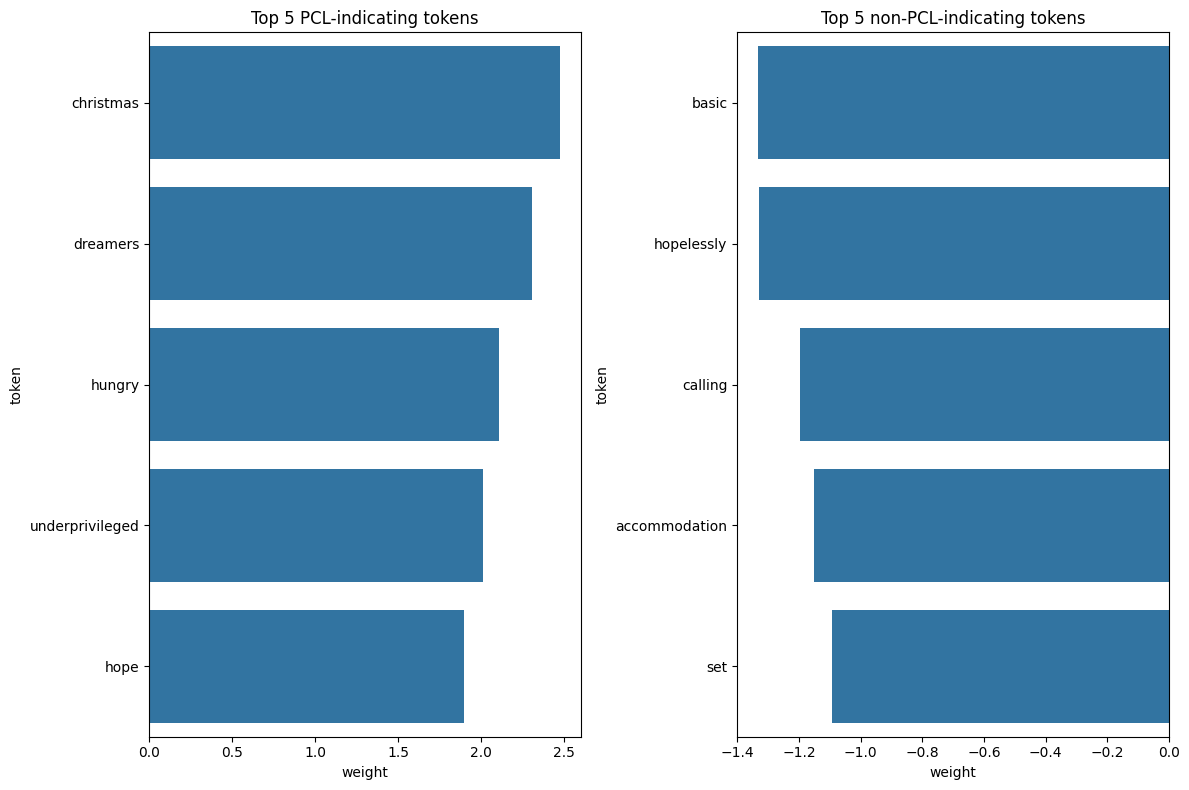 Top 5 PCL-indicating tokens
token
christmas
dreamers
hungry
underprivileged
hope
0.0 0.5 1.0 1.5 2.0 2.5
weight
Top 5 non-PCL-indicating tokens
token
basic
hopelessly
calling
accommodation
set
−1.4 −1.2 −1.0 −0.8 −0.6 −0.4 −0.2 0.0
weight